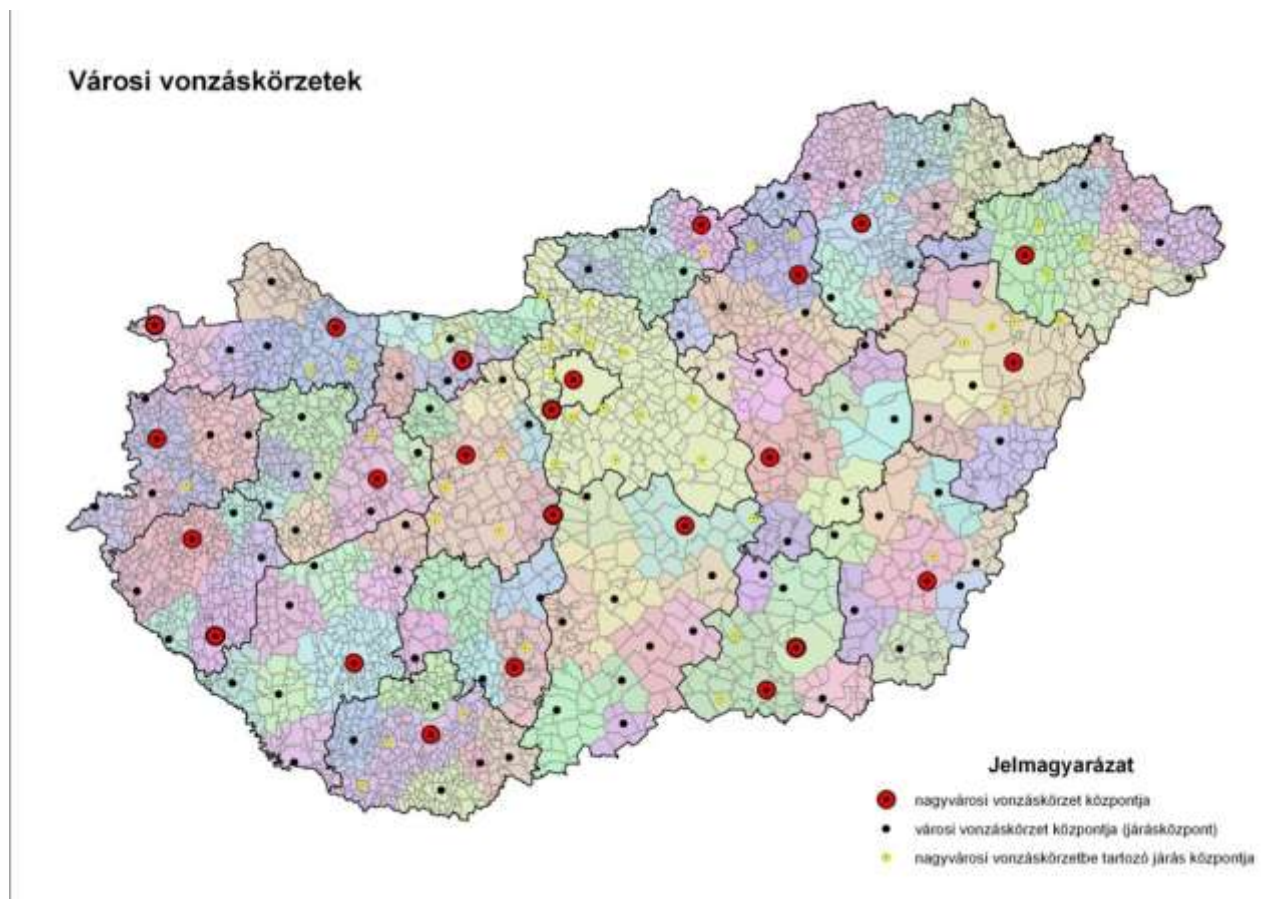 Városi vonzáskörzetek
Jelmagyarázat
nagyvárosi vonzáskörzet központja
városi vonzáskörzet központja (járásközpont)
nagyvárosi vonzáskörzetbe tartozó járás központja